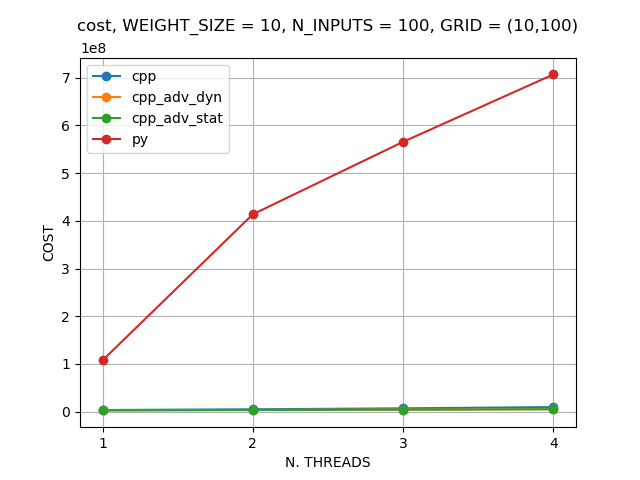 cost, WEIGHT_SIZE = 10, N_INPUTS = 100, GRID = (10,100)
1e8
cpp
cpp_adv_dyn
cpp_adv_stat
py
7
6
5
4
3
2
1
0
COST
1 2 3 4
N. THREADS